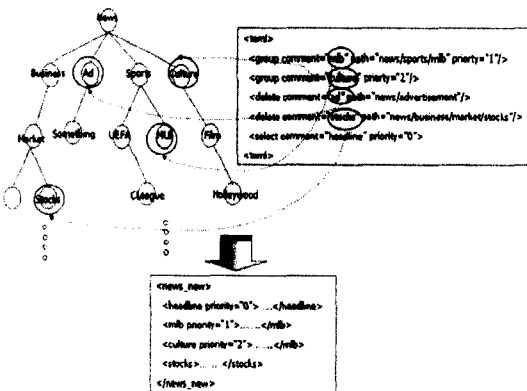 News
Business Ad Sports Culture
Market Something UEFA MLB Film
Stocks C.league Hollywood
<toml>
<group comment="mlb" path="news/sports/mlb" priority="1"/>
<group comment="culture" priority="2"/>
<delete comment="ad" path="news/advertisement"/>
<delete comment="stocks" path="news/business/market/stocks"/>
<select comment="headline" priority="0">
<toml>
<news_new>
<headline priority="0"> .....</headline>
<mlb priority="1">.......</mlb>
<culture priority="2">.......</mlb>
<stocks>...... </stocks>
</news_new>